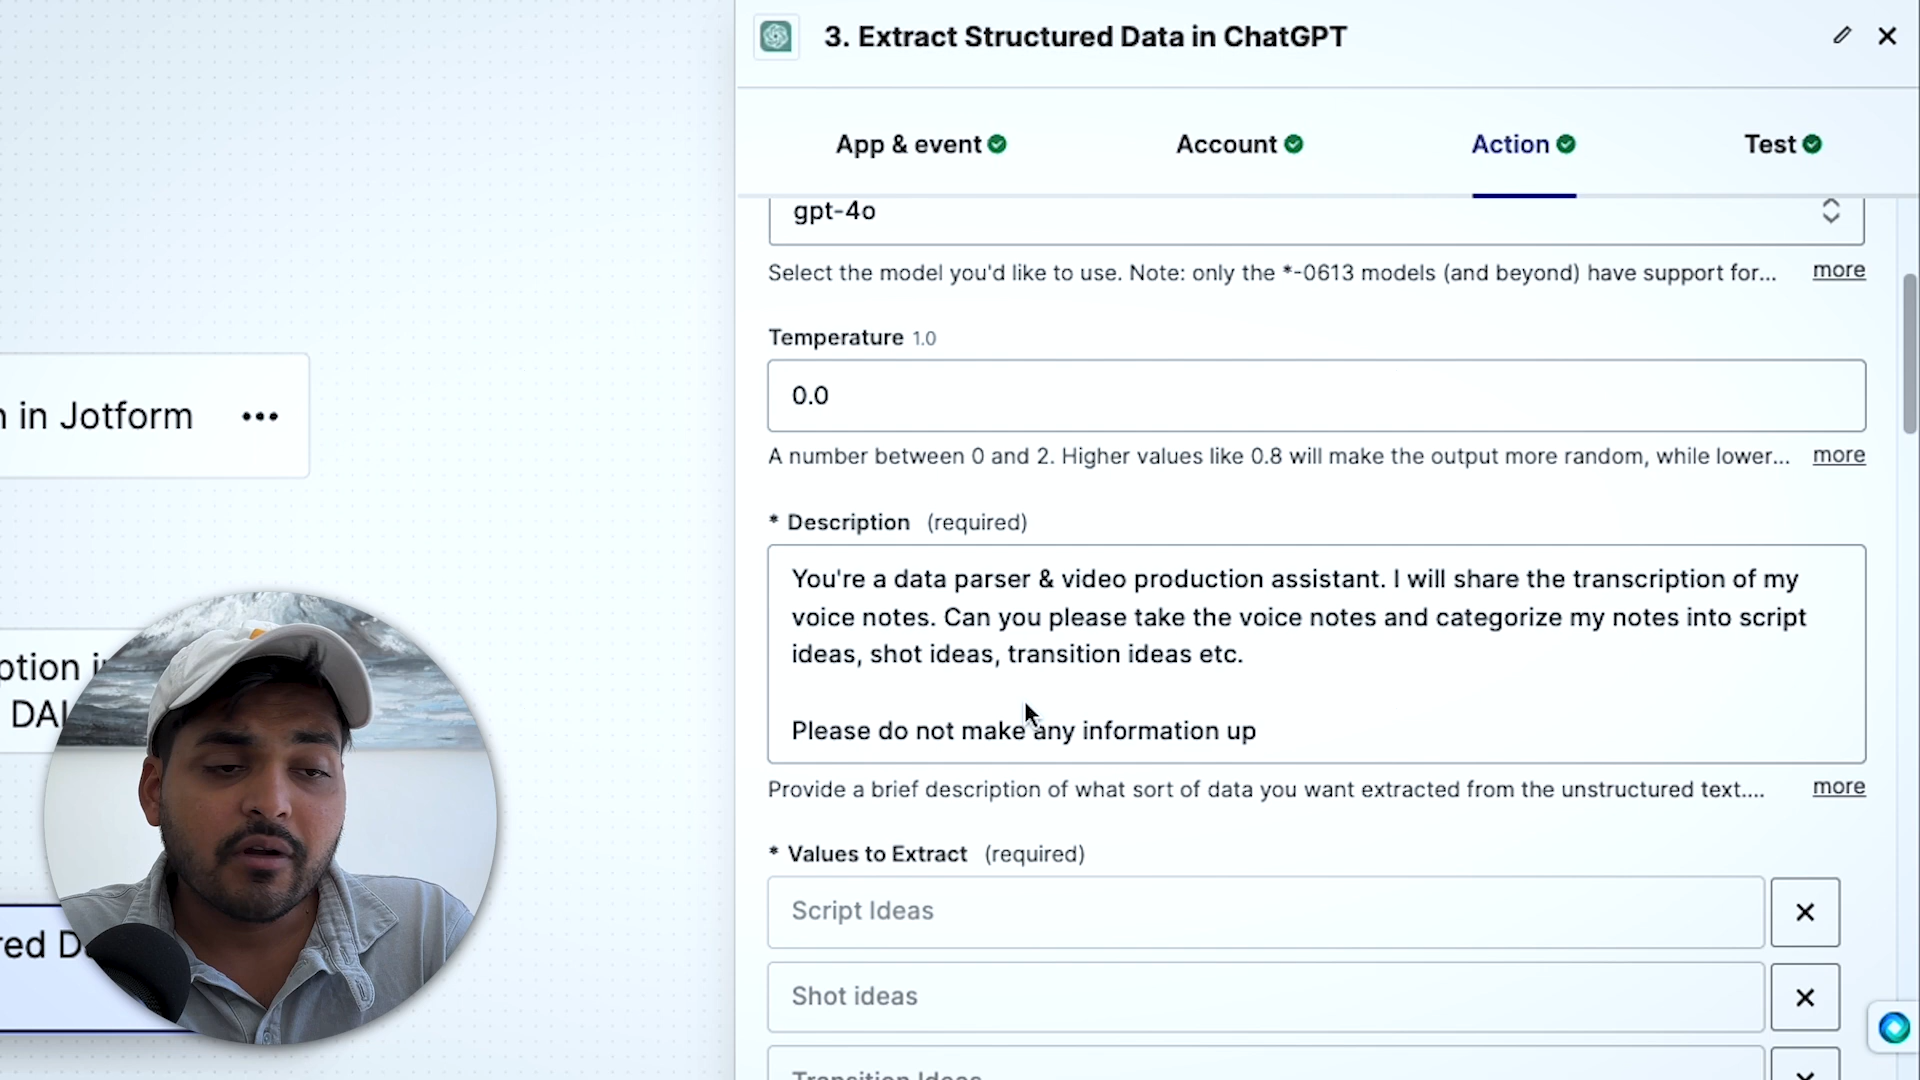 3. Extract Structured Data in ChatGPT
App & event
Account
Action
Test
gpt-4o
Select the model you'd like to use. Note: only the *-0613 models (and beyond) have support for...
more
Temperature 1.0
0.0
A number between 0 and 2. Higher values like 0.8 will make the output more random, while lower...
more
* Description (required)
You're a data parser & video production assistant. I will share the transcription of my
voice notes. Can you please take the voice notes and categorize my notes into script
ideas, shot ideas, transition ideas etc.
Please do not make any information up
Provide a brief description of what sort of data you want extracted from the unstructured text....
more
* Values to Extract (required)
Script Ideas
Shot ideas
Transition Ideas
in Jotform